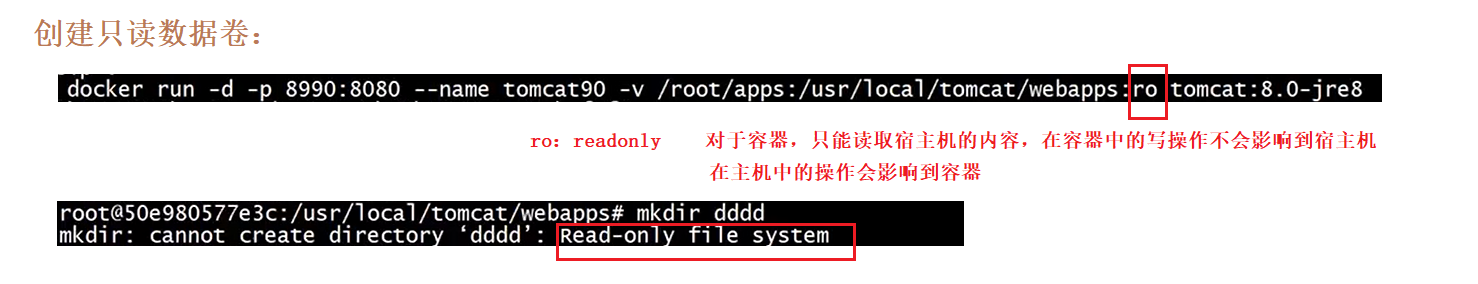 创建只读数据卷：
docker run -d -p 8990:8080 --name tomcat90 -v /root/apps:/usr/local/tomcat/webapps:ro tomcat:8.0-jre8
ro：readonly 对于容器，只能读取宿主机的内容，在容器中的写操作不会影响到宿主机
在主机中的操作会影响到容器
root@50e980577e3c:/usr/local/tomcat/webapps# mkdir dddd
mkdir: cannot create directory ‘dddd’: Read-only file system